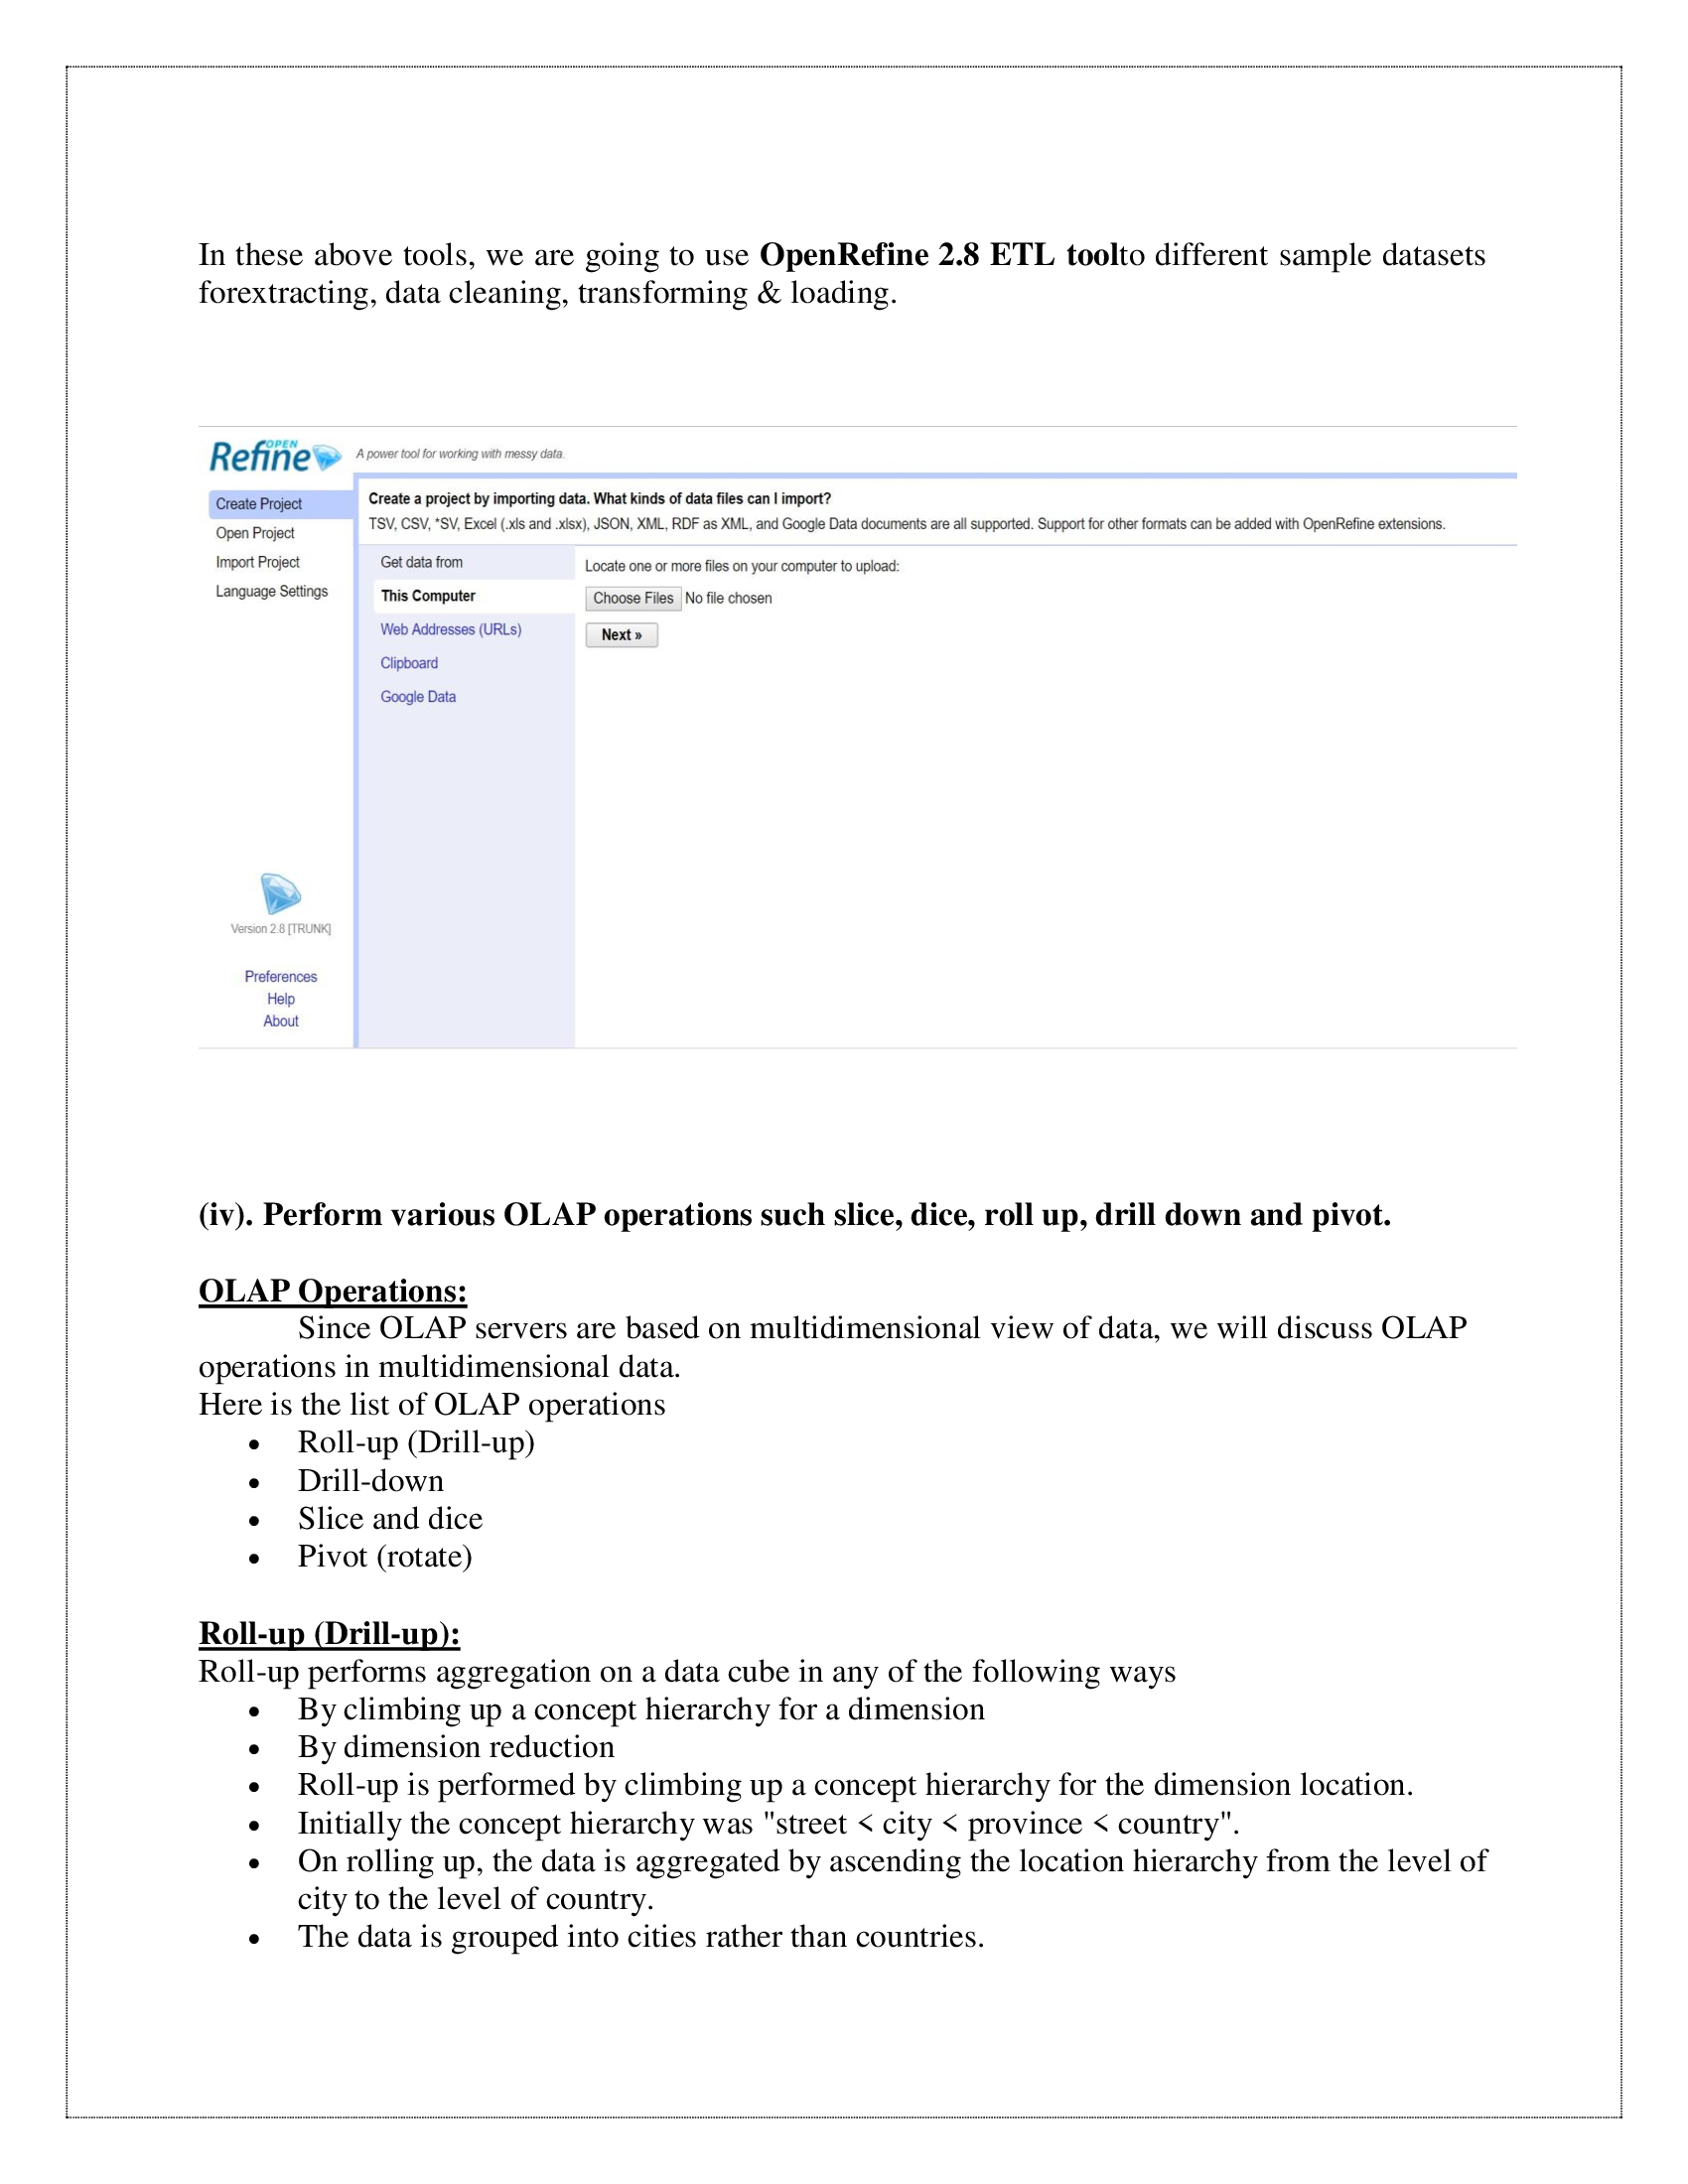 In these above tools, we are going to use OpenRefine 2.8 ETL toolto different sample datasets
forextracting, data cleaning, transforming & loading.
OPEN
Refine
A power tool for working with messy data.
Create Project
Open Project
Import Project
Language Settings
Create a project by importing data. What kinds of data files can I import?
TSV, CSV, *SV, Excel (.xls and .xlsx), JSON, XML, RDF as XML, and Google Data documents are all supported. Support for other formats can be added with OpenRefine extensions.
Get data from
This Computer
Web Addresses (URLs)
Clipboard
Google Data
Locate one or more files on your computer to upload:
Choose Files No file chosen
Next »
Version 2.8 [TRUNK]
Preferences
Help
About
(iv). Perform various OLAP operations such slice, dice, roll up, drill down and pivot.
OLAP Operations:
Since OLAP servers are based on multidimensional view of data, we will discuss OLAP
operations in multidimensional data.
Here is the list of OLAP operations
• Roll-up (Drill-up)
• Drill-down
• Slice and dice
• Pivot (rotate)
Roll-up (Drill-up):
Roll-up performs aggregation on a data cube in any of the following ways
• By climbing up a concept hierarchy for a dimension
• By dimension reduction
• Roll-up is performed by climbing up a concept hierarchy for the dimension location.
• Initially the concept hierarchy was "street < city < province < country".
• On rolling up, the data is aggregated by ascending the location hierarchy from the level of
city to the level of country.
• The data is grouped into cities rather than countries.